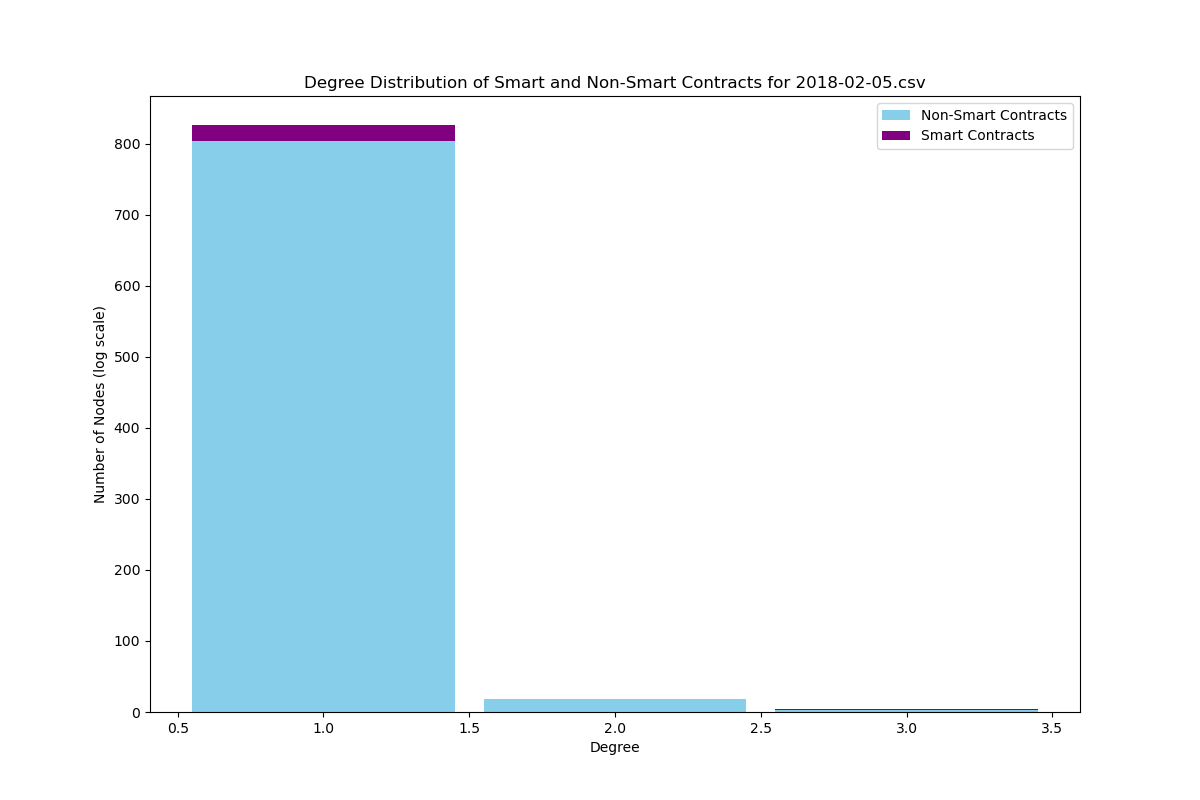 Degree Distribution of Smart and Non-Smart Contracts for 2018-02-05.csv
Non-Smart Contracts
Smart Contracts
Number of Nodes (log scale)
800
700
600
500
400
300
200
100
0
0.5 1.0 1.5 2.0 2.5 3.0 3.5
Degree